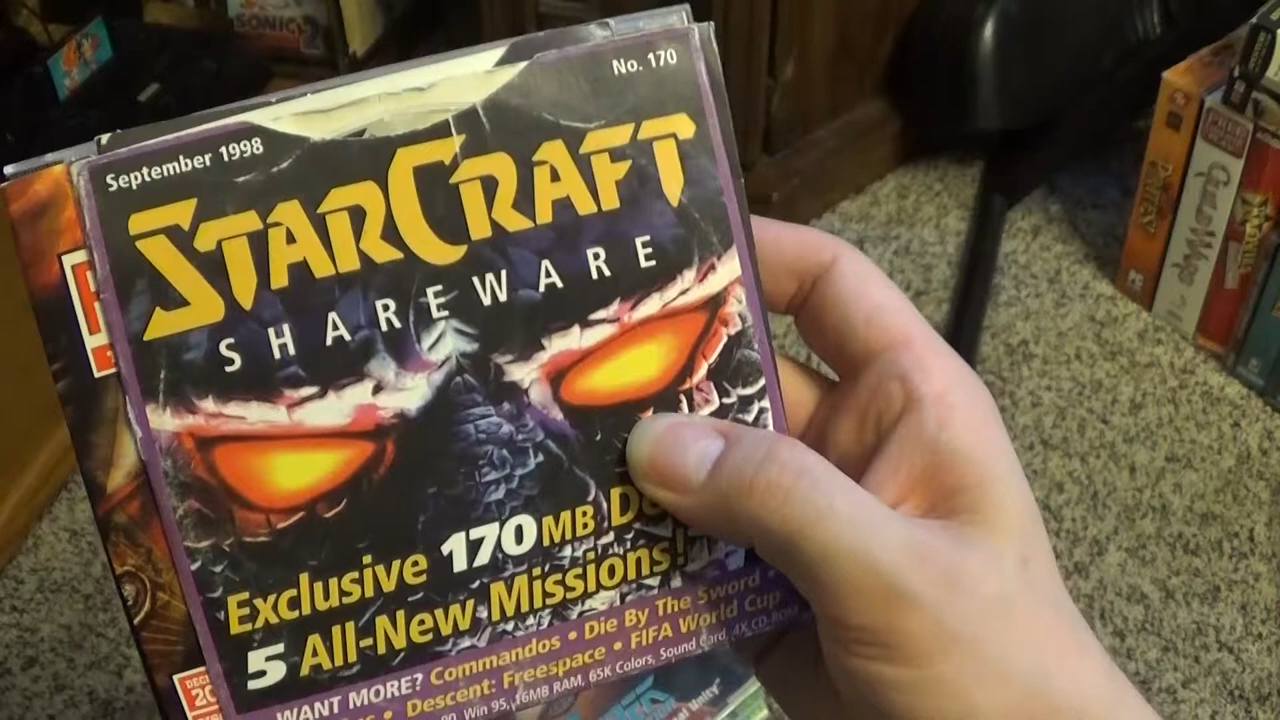 SONIC 2
No. 170
September 1998
STARCRAFT
SHAREWARE
Exclusive 170MB
5 All-New Missions!
WANT MORE? Commandos • Die By The Sword •
• Descent: Freespace • FIFA World Cup
Win 95, 16MB RAM, 65K Colors, Sound Card, 4X CD-ROM